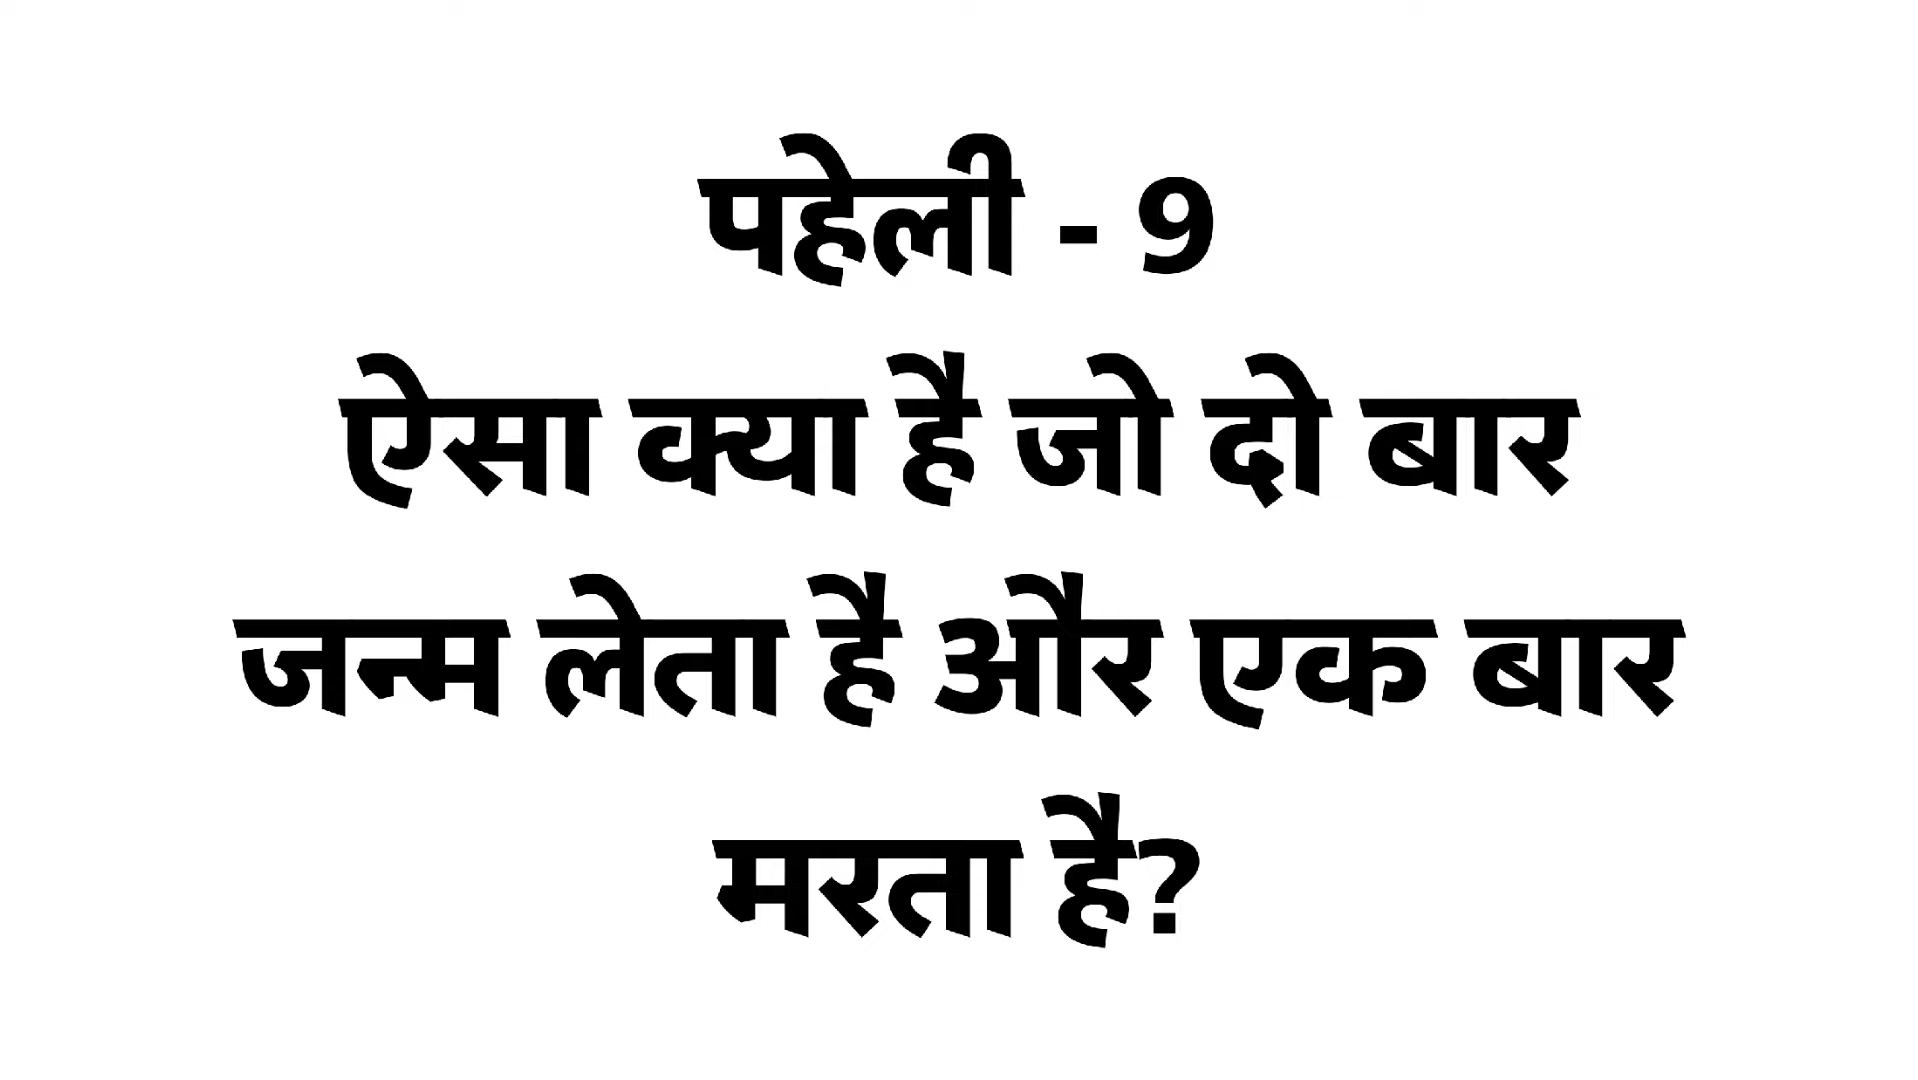 पहेली - 9
ऐसा क्या है जो दो बार
जन्म लेता है और एक बार
मरता है?